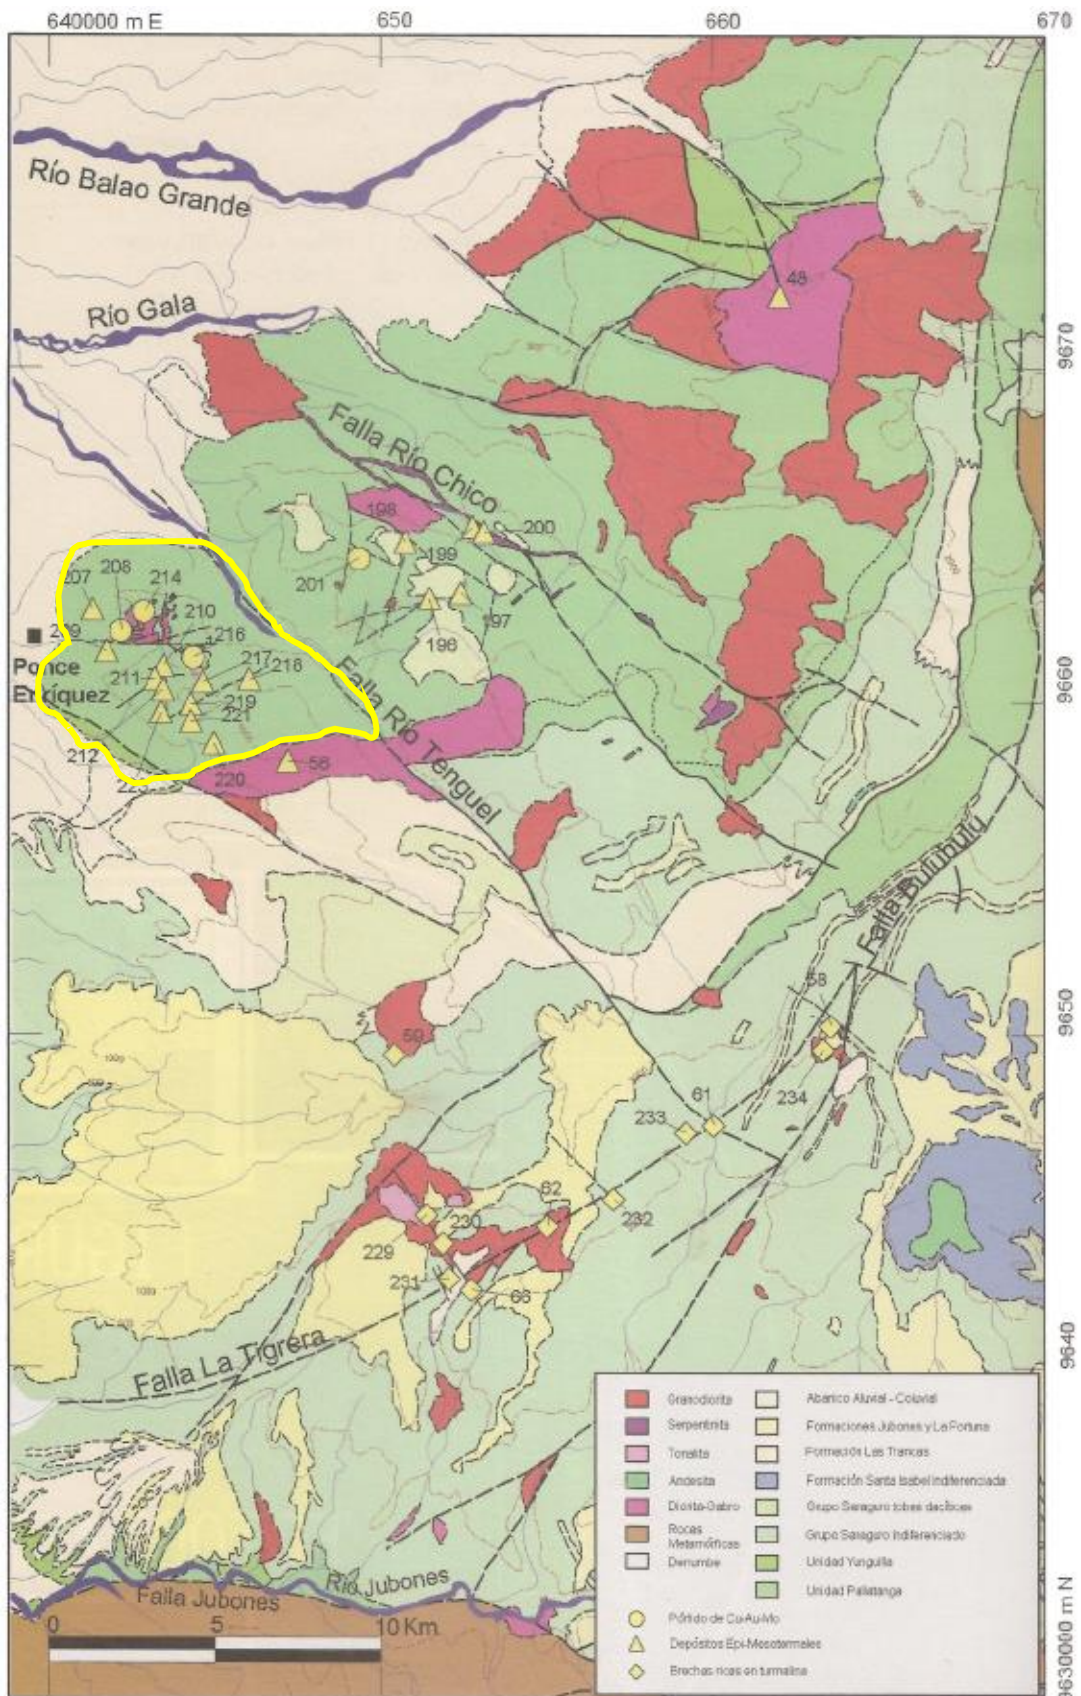 640000 m E
650
660
670
Río Balao Grande
Río Gala
48
9670
Falla Río Chico
198
200
199
201
207
208
214
210
209
216
197
196
Ponce
Enríquez
211
217
218
219
221
Falla Río Tenguel
9660
212
220
56
Falla Bulubulu
58
59
9650
61
233
234
62
230
232
229
231
66
Falla La Tigrera
9640
Granodiorita
Serpentinita
Tonalita
Andesita
Diorita-Gabro
Rocas
Metamórficas
Derrumbe
Abanico Aluvial - Coluvial
Formaciones Jubones y La Fortuna
Formación Las Trancas
Formación Santa Isabel Indiferenciada
Grupo Saraguro tobas dacíticas
Grupo Saraguro Indiferenciado
Unidad Yunguilla
Unidad Pallatanga
Pórfido de Cu-Au-Mo
Depósitos Epi-Mesotermales
Brechas ricas en turmalina
Río Jubones
Falla Jubones
0
5
10 Km
9630000 m N